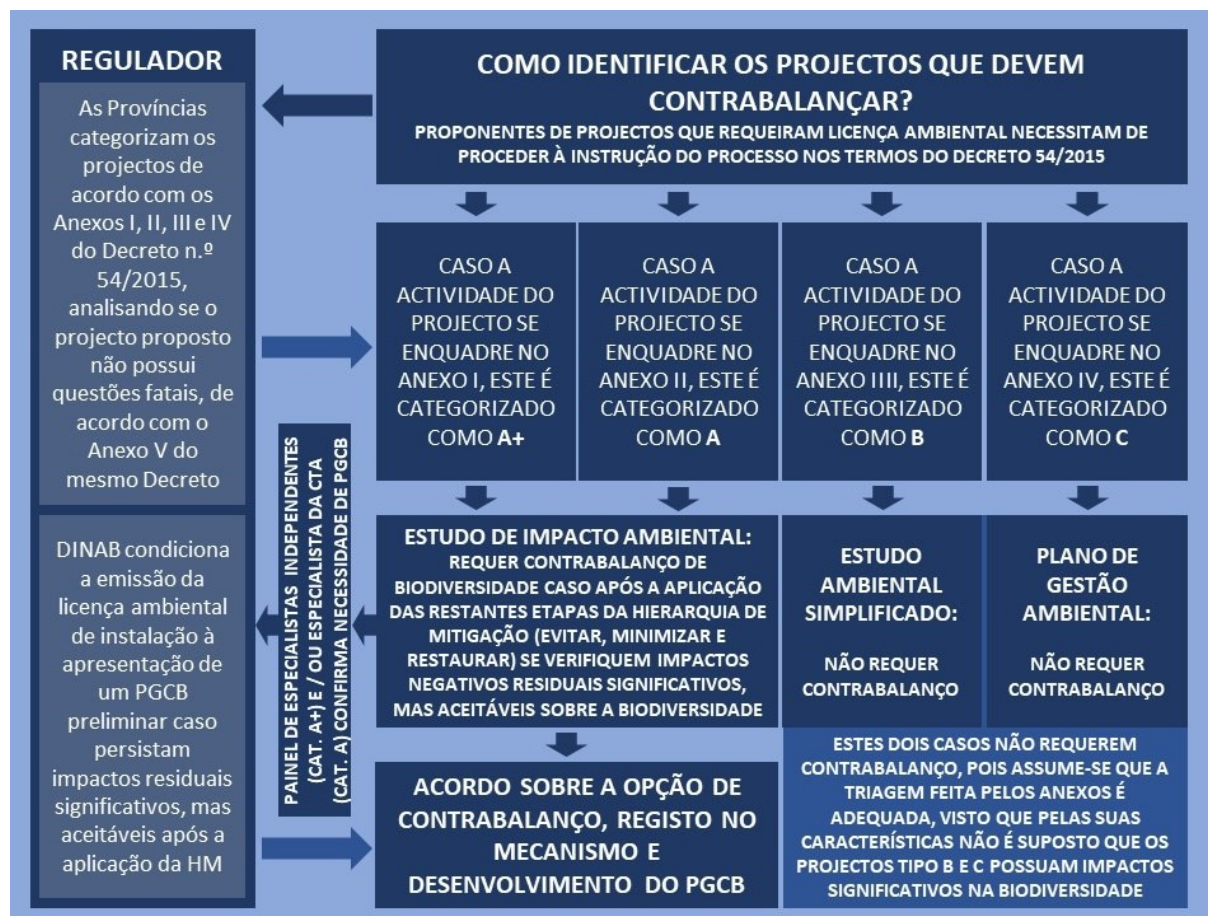 REGULADOR
As Províncias
categorizam os
projectos de
acordo com os
Anexos I, II, III e IV
do Decreto n.º
54/2015,
analisando se o
projecto proposto
não possui
questões fatais, de
acordo com o
Anexo V do
mesmo Decreto
DINAB condiciona
a emissão da
licença ambiental
de instalação à
apresentação de
um PGCB
preliminar caso
persistam
impactos residuais
significativos, mas
aceitáveis após a
aplicação da HM
COMO IDENTIFICAR OS PROJECTOS QUE DEVEM
CONTRABALANÇAR?
PROPONENTES DE PROJECTOS QUE REQUEIRAM LICENÇA AMBIENTAL NECESSITAM DE
PROCEDER À INSTRUÇÃO DO PROCESSO NOS TERMOS DO DECRETO 54/2015
CASO A
ACTIVIDADE DO
PROJECTO SE
ENQUADRE NO
ANEXO I, ESTE É
CATEGORIZADO
COMO A+
CASO A
ACTIVIDADE DO
PROJECTO SE
ENQUADRE NO
ANEXO II, ESTE É
CATEGORIZADO
COMO A
CASO A
ACTIVIDADE DO
PROJECTO SE
ENQUADRE NO
ANEXO IIII, ESTE É
CATEGORIZADO
COMO B
CASO A
ACTIVIDADE DO
PROJECTO SE
ENQUADRE NO
ANEXO IV, ESTE É
CATEGORIZADO
COMO C
PAINEL DE ESPECIALISTAS INDEPENDENTES
(CAT. A+) E / OU ESPECIALISTA DA CTA
(CAT. A) CONFIRMA NECESSIDADE DE PGCB
ESTUDO DE IMPACTO AMBIENTAL:
REQUER CONTRABALANÇO DE
BIODIVERSIDADE CASO APÓS A APLICAÇÃO
DAS RESTANTES ETAPAS DA HIERARQUIA DE
MITIGAÇÃO (EVITAR, MINIMIZAR E
RESTAURAR) SE VERIFIQUEM IMPACTOS
NEGATIVOS RESIDUAIS SIGNIFICATIVOS,
MAS ACEITÁVEIS SOBRE A BIODIVERSIDADE
ESTUDO
AMBIENTAL
SIMPLIFICADO:
NÃO REQUER
CONTRABALANÇO
PLANO DE
GESTÃO
AMBIENTAL:
NÃO REQUER
CONTRABALANÇO
ACORDO SOBRE A OPÇÃO DE
CONTRABALANÇO, REGISTO NO
MECANISMO E
DESENVOLVIMENTO DO PGCB
ESTES DOIS CASOS NÃO REQUEREM
CONTRABALANÇO, POIS ASSUME-SE QUE A
TRIAGEM FEITA PELOS ANEXOS É
ADEQUADA, VISTO QUE PELAS SUAS
CARACTERÍSTICAS NÃO É SUPOSTO QUE OS
PROJECTOS TIPO B E C POSSUAM IMPACTOS
SIGNIFICATIVOS NA BIODIVERSIDADE